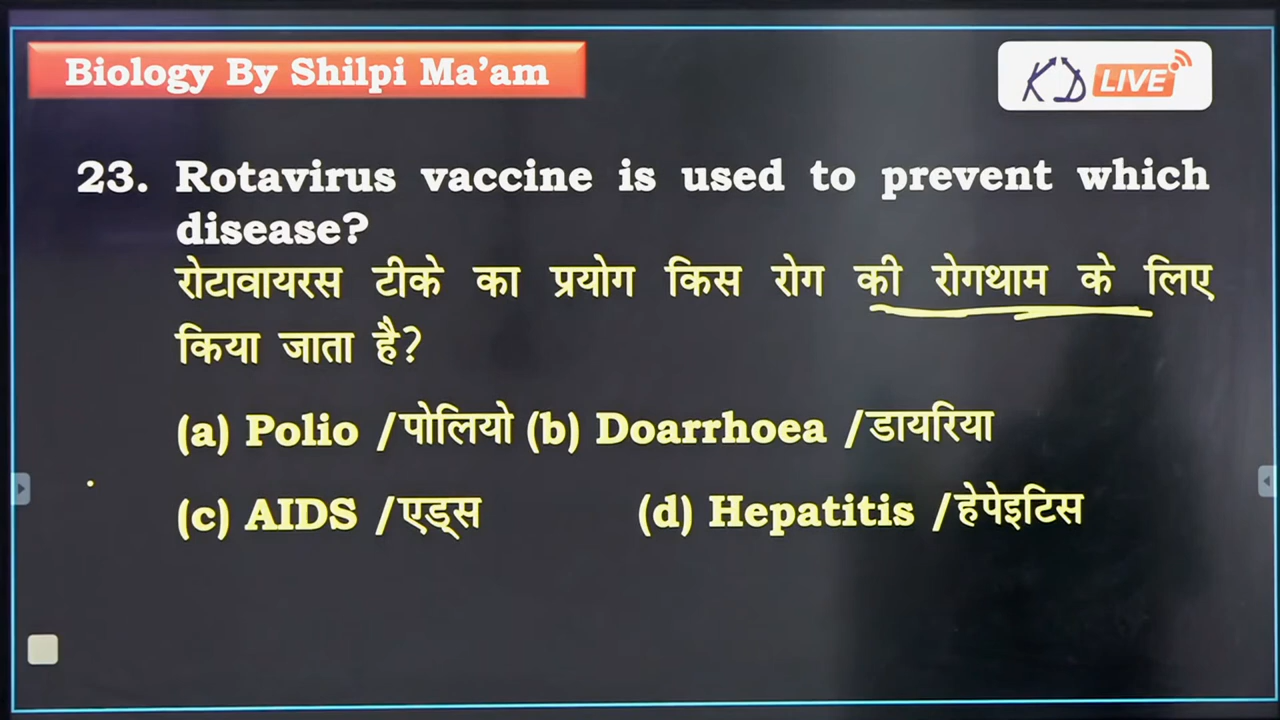 Biology By Shilpi Ma’am
KD LIVE
23. Rotavirus vaccine is used to prevent which
disease?
रोटावायरस टीके का प्रयोग किस रोग की रोगथाम के लिए
किया जाता है?
(a) Polio /पोलियो (b) Doarrhoea /डायरिया
(c) AIDS /एड्स (d) Hepatitis /हेपेइटिस